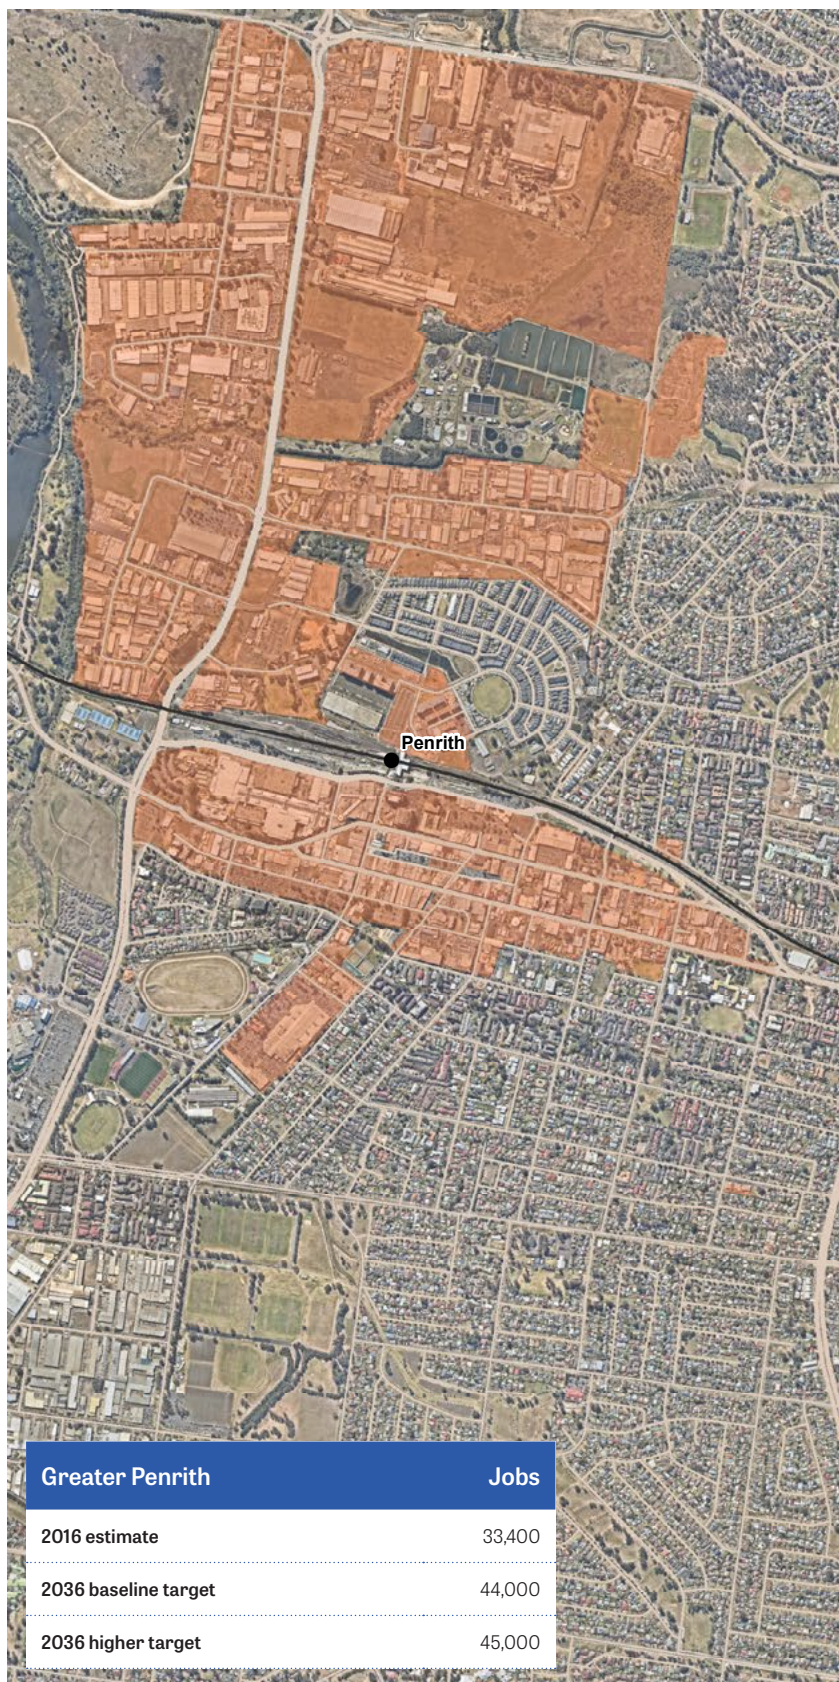 Penrith
Greater Penrith Jobs
2016 estimate 33,400
2036 baseline target 44,000
2036 higher target 45,000